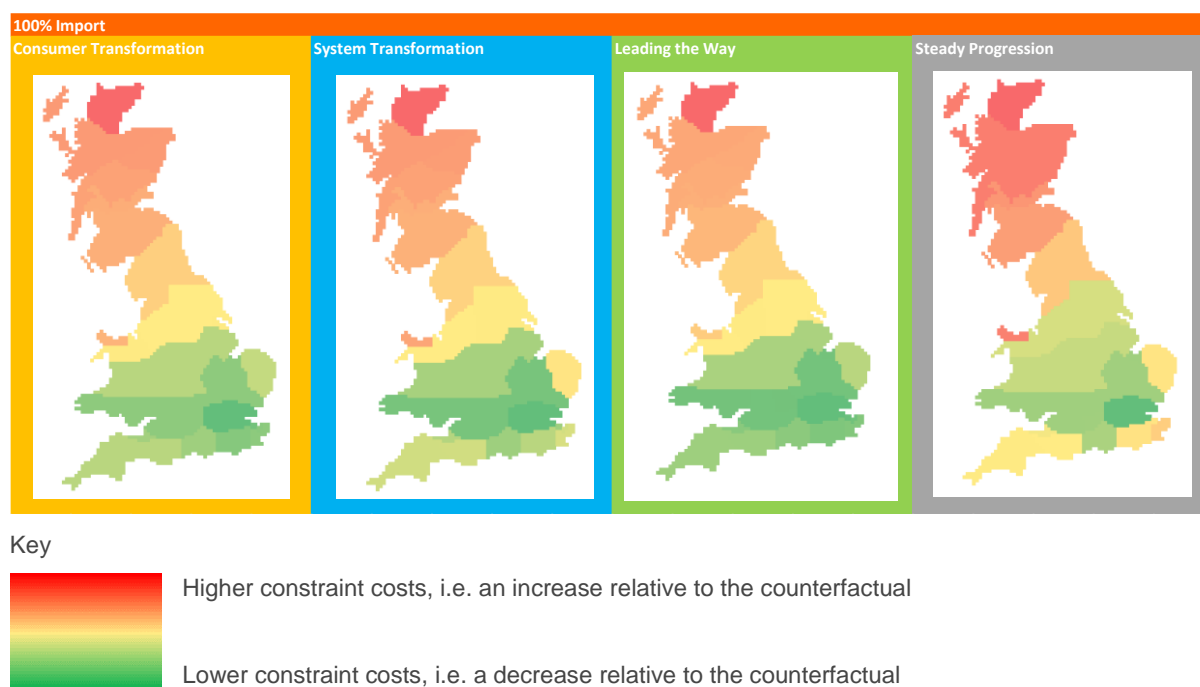 100% Import
Consumer Transformation
System Transformation
Leading the Way
Steady Progression
Key
Higher constraint costs, i.e. an increase relative to the counterfactual
Lower constraint costs, i.e. a decrease relative to the counterfactual